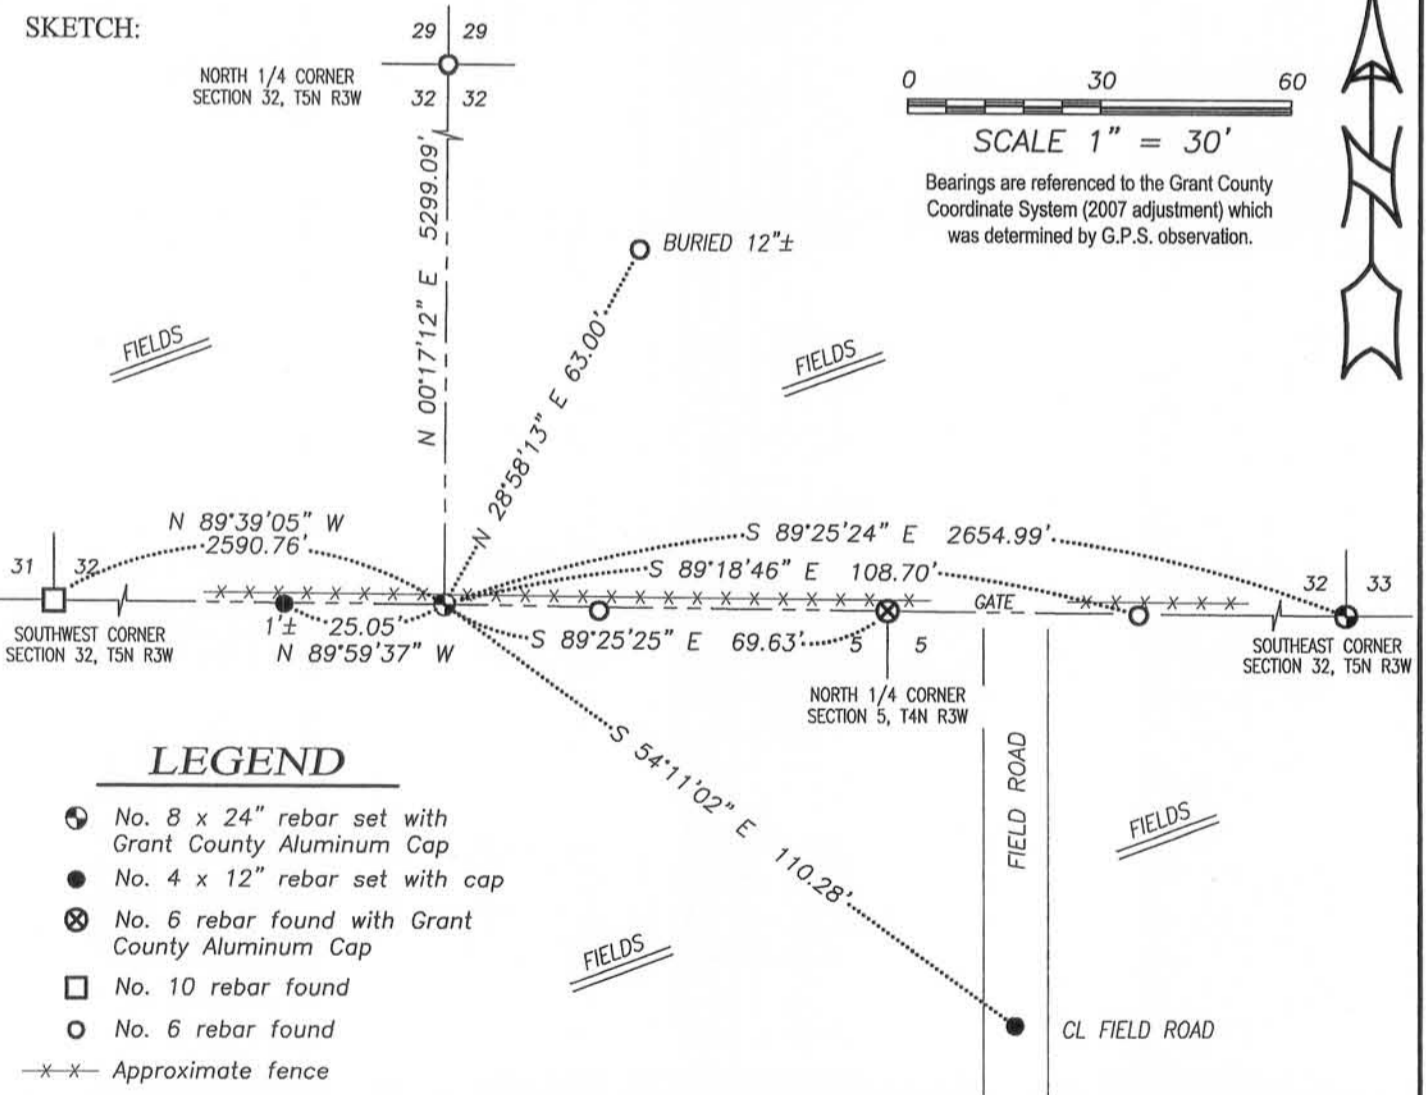 SKETCH:
29 29
NORTH 1/4 CORNER
SECTION 32, T5N R3W
32 32
0 30 60
SCALE 1" = 30'
Bearings are referenced to the Grant County
Coordinate System (2007 adjustment) which
was determined by G.P.S. observation.
N 00°17'12" E 5299.09'
BURIED 12"±
N 28°58'13" E 63.00'
FIELDS
FIELDS
N 89°39'05" W
2590.76'
S 89°25'24" E 2654.99'
S 89°18'46" E 108.70'
31 32
32 33
GATE
SOUTHWEST CORNER
SECTION 32, T5N R3W
1'± 25.05'
N 89°59'37" W
S 89°25'25" E 69.63'
5 5
SOUTHEAST CORNER
SECTION 32, T5N R3W
NORTH 1/4 CORNER
SECTION 5, T4N R3W
S 54°11'02" E 110.28'
FIELD ROAD
FIELDS
FIELDS
CL FIELD ROAD
LEGEND
No. 8 x 24" rebar set with
Grant County Aluminum Cap
No. 4 x 12" rebar set with cap
No. 6 rebar found with Grant
County Aluminum Cap
No. 10 rebar found
No. 6 rebar found
Approximate fence